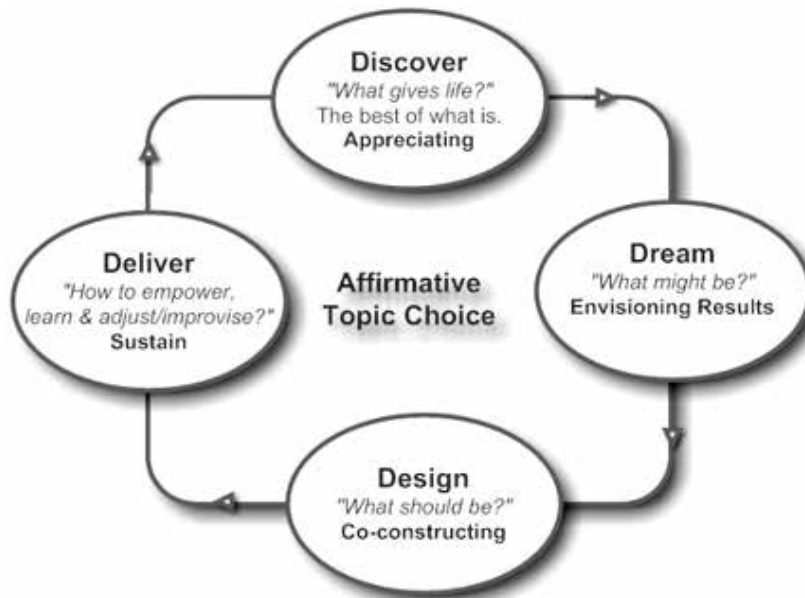 Discover
"What gives life?"
The best of what is.
Appreciating
Dream
"What might be?"
Envisioning Results
Design
"What should be?"
Co-constructing
Deliver
"How to empower,
learn & adjust/improvise?"
Sustain
Affirmative
Topic Choice